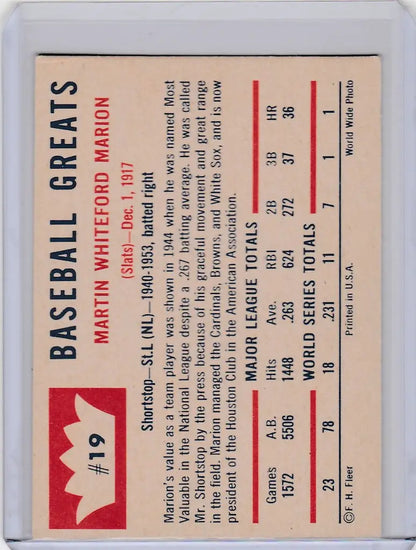 #19
BASEBALL GREATS
MARTIN WHITEFORD MARION
(Slats)—Dec. 1, 1917
Shortstop—St.L (NL)—1940-1953, batted right
Marion's value as a team player was shown in 1944 when he was named Most
Valuable in the National League despite a .267 batting average. He was called
Mr. Shortstop by the press because of his graceful movement and great range
in the field. Marion managed the Cardinals, Browns, and White Sox, and is now
president of the Houston Club in the American Association.
MAJOR LEAGUE TOTALS
Games A.B. Hits Ave. RBI 2B 3B HR
1572 5506 1448 .263 624 272 37 36
WORLD SERIES TOTALS
23 78 18 .231 11 7 1 1
©F. H. Fleer Printed in U.S.A. World Wide Photo